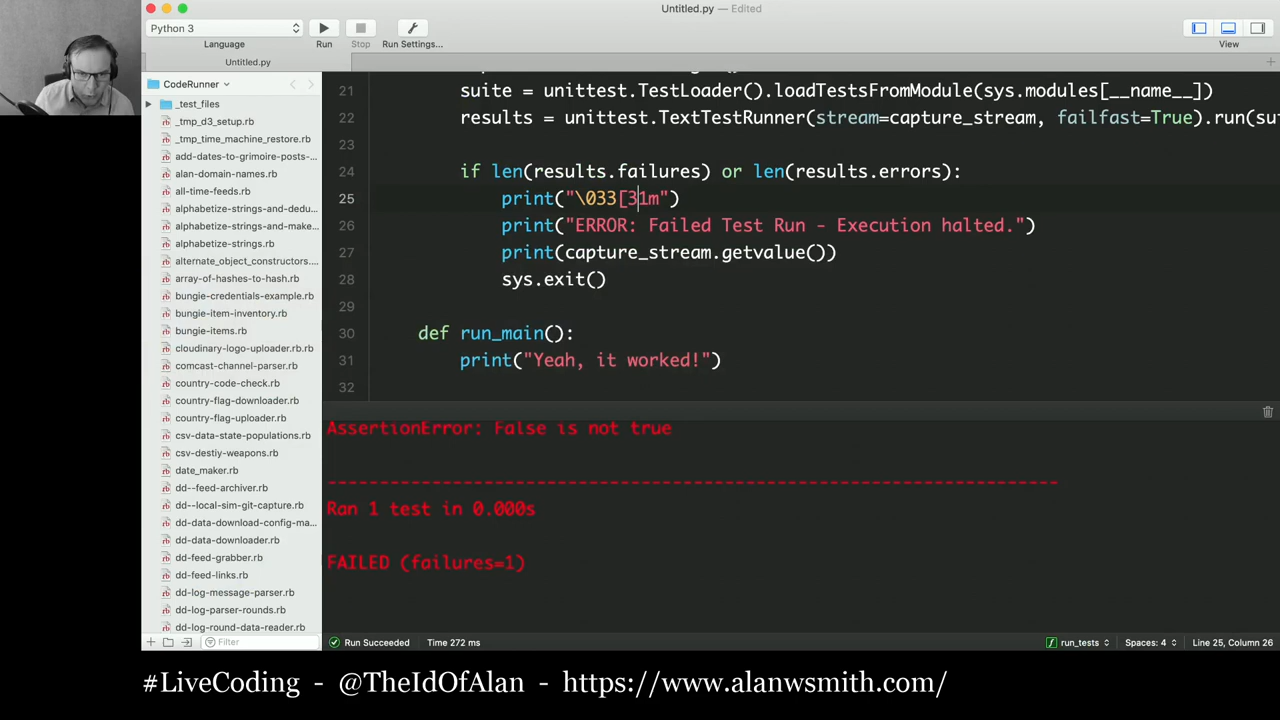 Untitled.py — Edited
Python 3
Language
Run
Stop
Run Settings...
View
Untitled.py
CodeRunner
_test_files
_tmp_d3_setup.rb
_tmp_time_machine_restore.rb
add-dates-to-grimoire-posts-...
alan-domain-names.rb
all-time-feeds.rb
alphabetize-strings-and-dedu...
alphabetize-strings-and-make...
alphabetize-strings.rb
alternate_object_constructors....
array-of-hashes-to-hash.rb
bungie-credentials-example.rb
bungie-item-inventory.rb
bungie-items.rb
cloudinary-logo-uploader.rb.rb
comcast-channel-parser.rb
country-code-check.rb
country-flag-downloader.rb
country-flag-uploader.rb
csv-data-state-populations.rb
csv-destiy-weapons.rb
date_maker.rb
dd--feed-archiver.rb
dd--local-sim-git-capture.rb
dd-data-download-config-ma...
dd-data-downloader.rb
dd-feed-grabber.rb
dd-feed-links.rb
dd-log-message-parser.rb
dd-log-parser-rounds.rb
dd-log-round-data-reader.rb
Filter
21 suite = unittest.TestLoader().loadTestsFromModule(sys.modules[__name__])
22 results = unittest.TextTestRunner(stream=capture_stream, failfast=True).run(sui
23
24 if len(results.failures) or len(results.errors):
25 print("\033[31m")
26 print("ERROR: Failed Test Run - Execution halted.")
27 print(capture_stream.getvalue())
28 sys.exit()
29
30 def run_main():
31 print("Yeah, it worked!")
32
AssertionError: False is not true
----------------------------------------------------------------------
Ran 1 test in 0.000s
FAILED (failures=1)
Run Succeeded Time 272 ms
run_tests Spaces: 4 Line 25, Column 26
#LiveCoding - @TheIdOfAlan - https://www.alanwsmith.com/